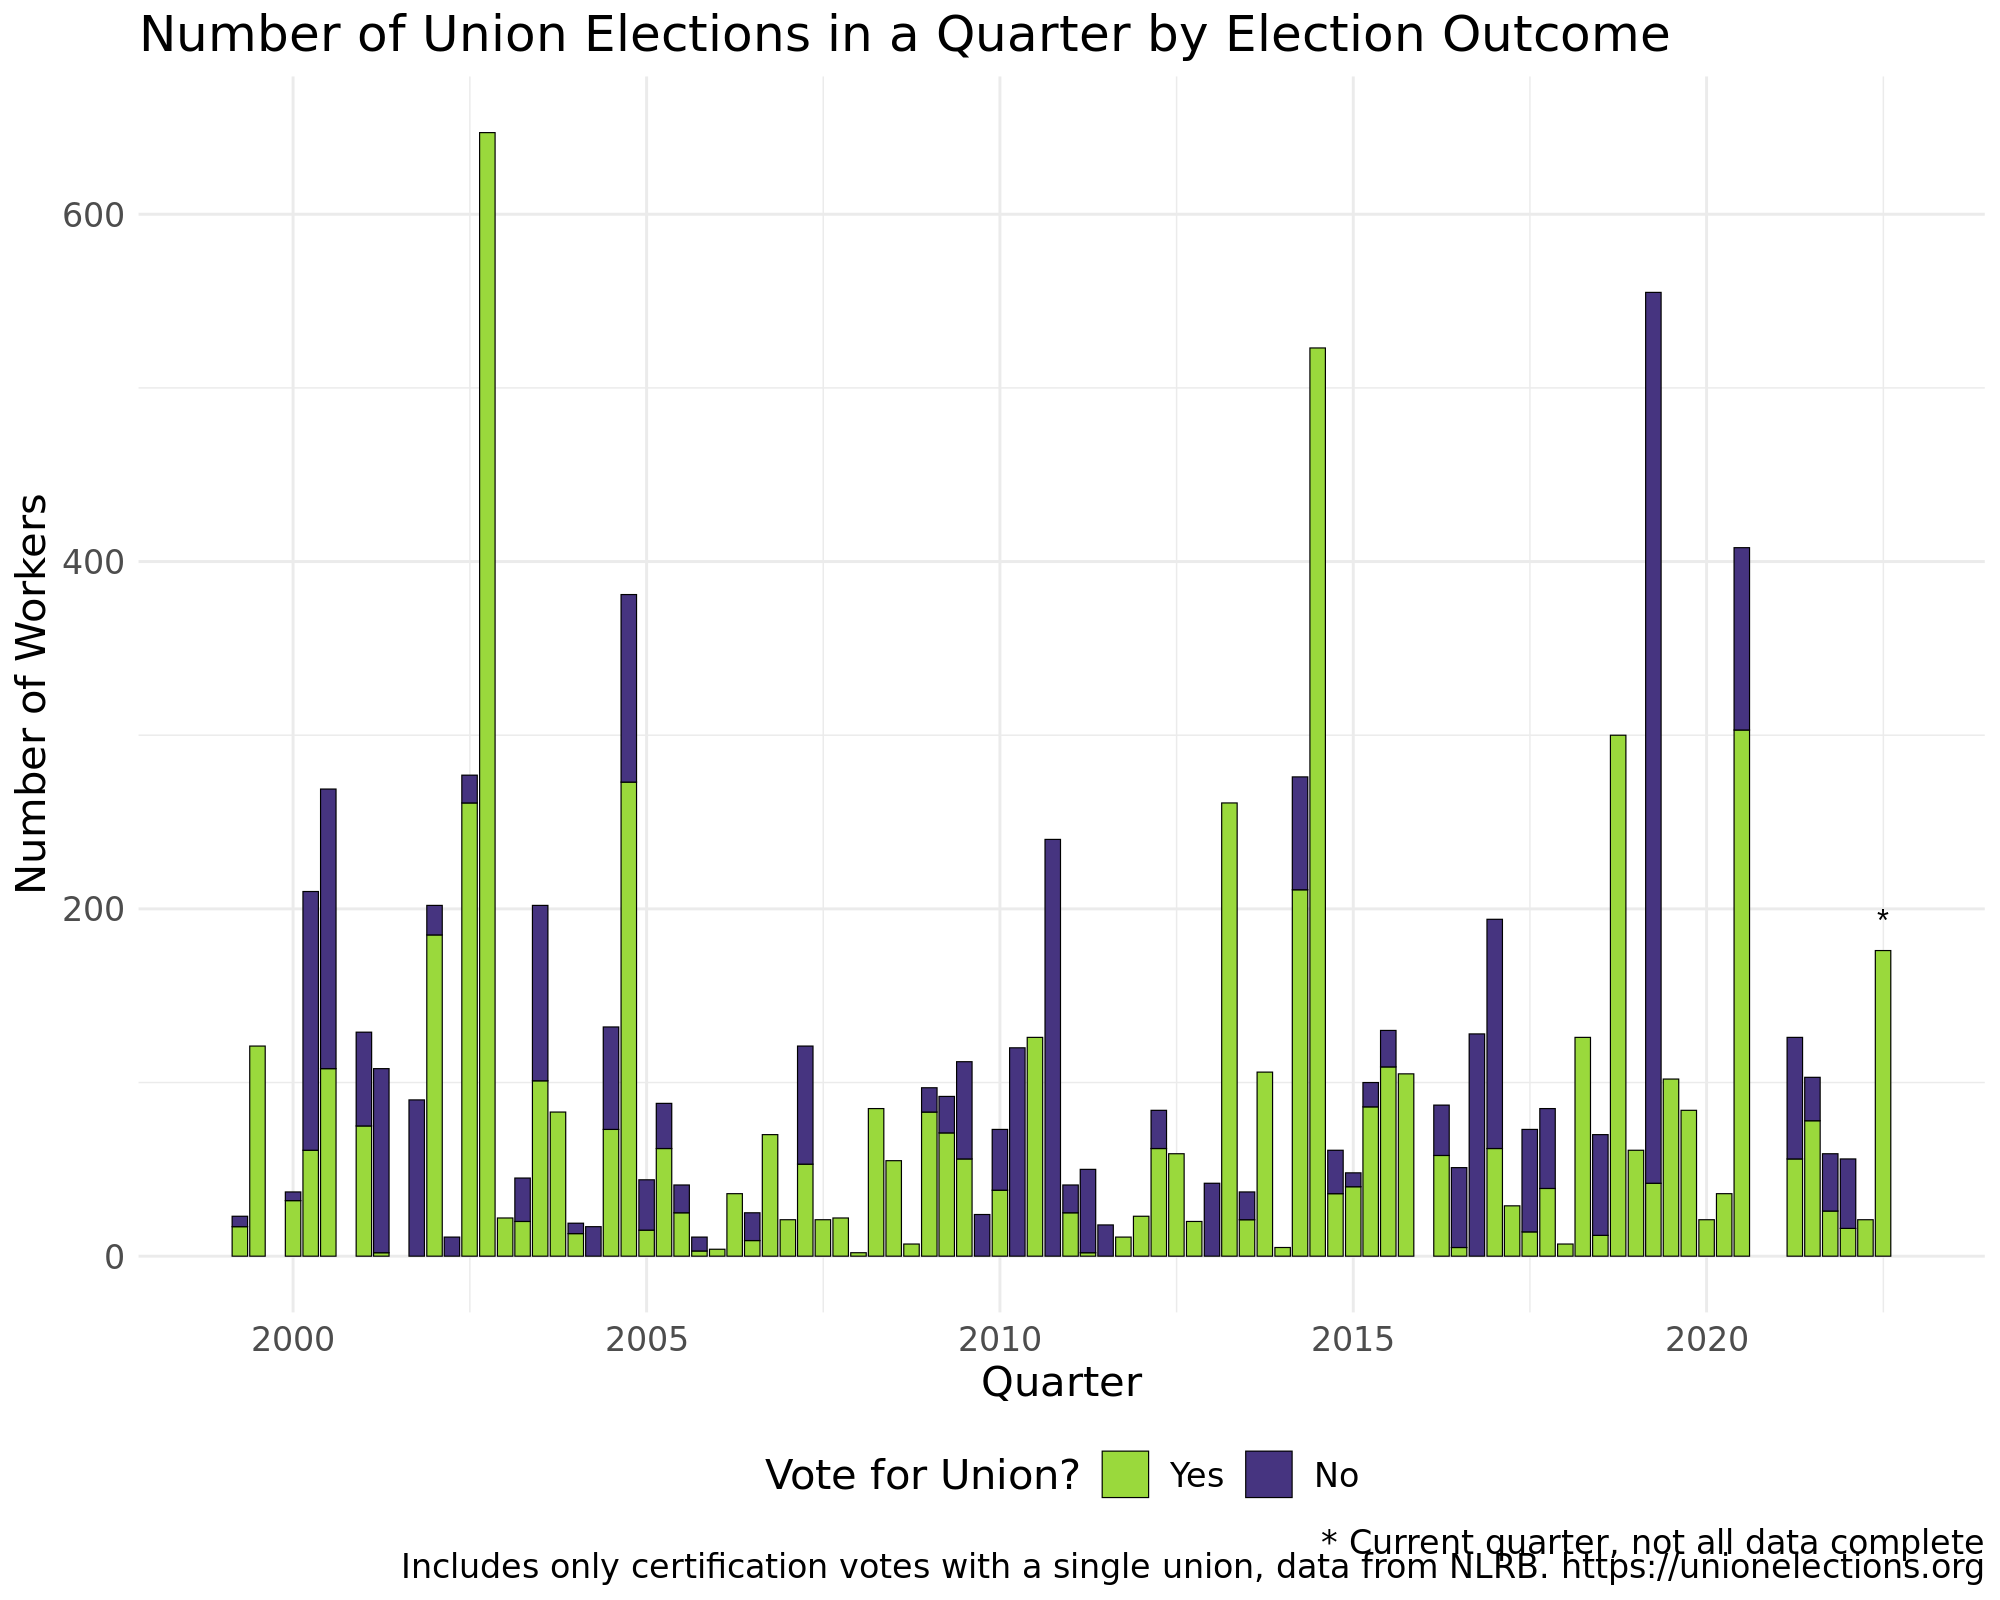 Number of Union Elections in a Quarter by Election Outcome
Number of Workers
600
400
200
0
*
2000 2005 2010 2015 2020
Quarter
Vote for Union? Yes No
* Current quarter, not all data complete
Includes only certification votes with a single union, data from NLRB. https://unionelections.org